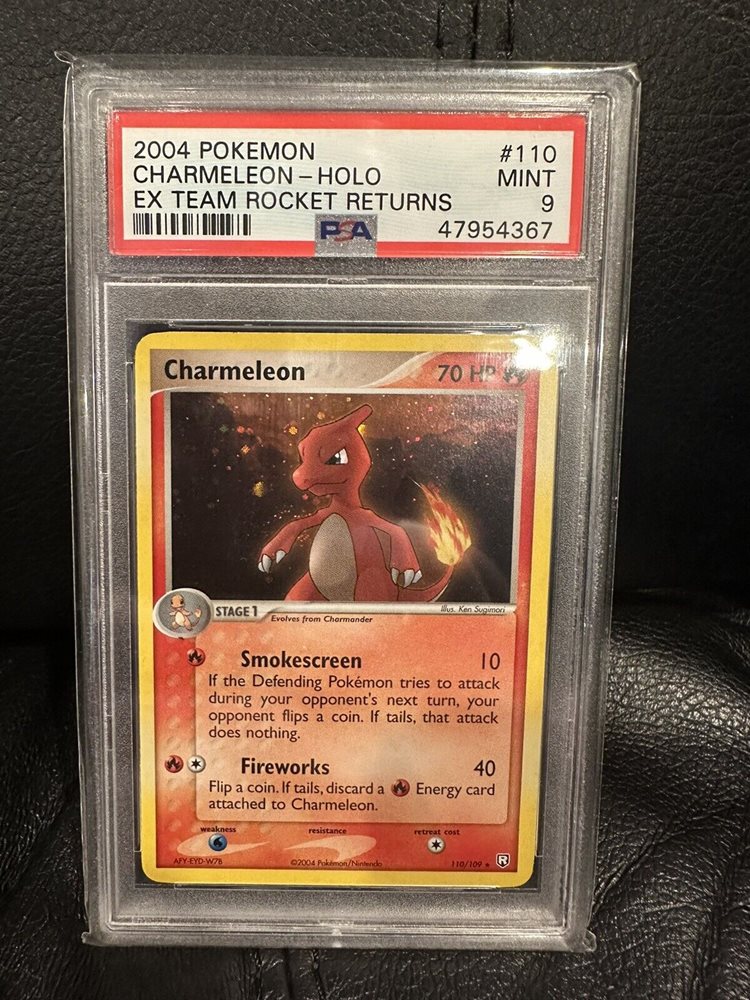 2004 POKEMON #110
CHARMELEON – HOLO MINT
EX TEAM ROCKET RETURNS 9
PSA 47954367
Charmeleon 70 HP
STAGE 1
Evolves from Charmander
Illus. Ken Sugimori
Smokescreen 10
If the Defending Pokémon tries to attack
during your opponent's next turn, your
opponent flips a coin. If tails, that attack
does nothing.
Fireworks 40
Flip a coin. If tails, discard a Energy card
attached to Charmeleon.
weakness resistance retreat cost
AFY-EYD-W7B ©2004 Pokémon/Nintendo 110/109 R